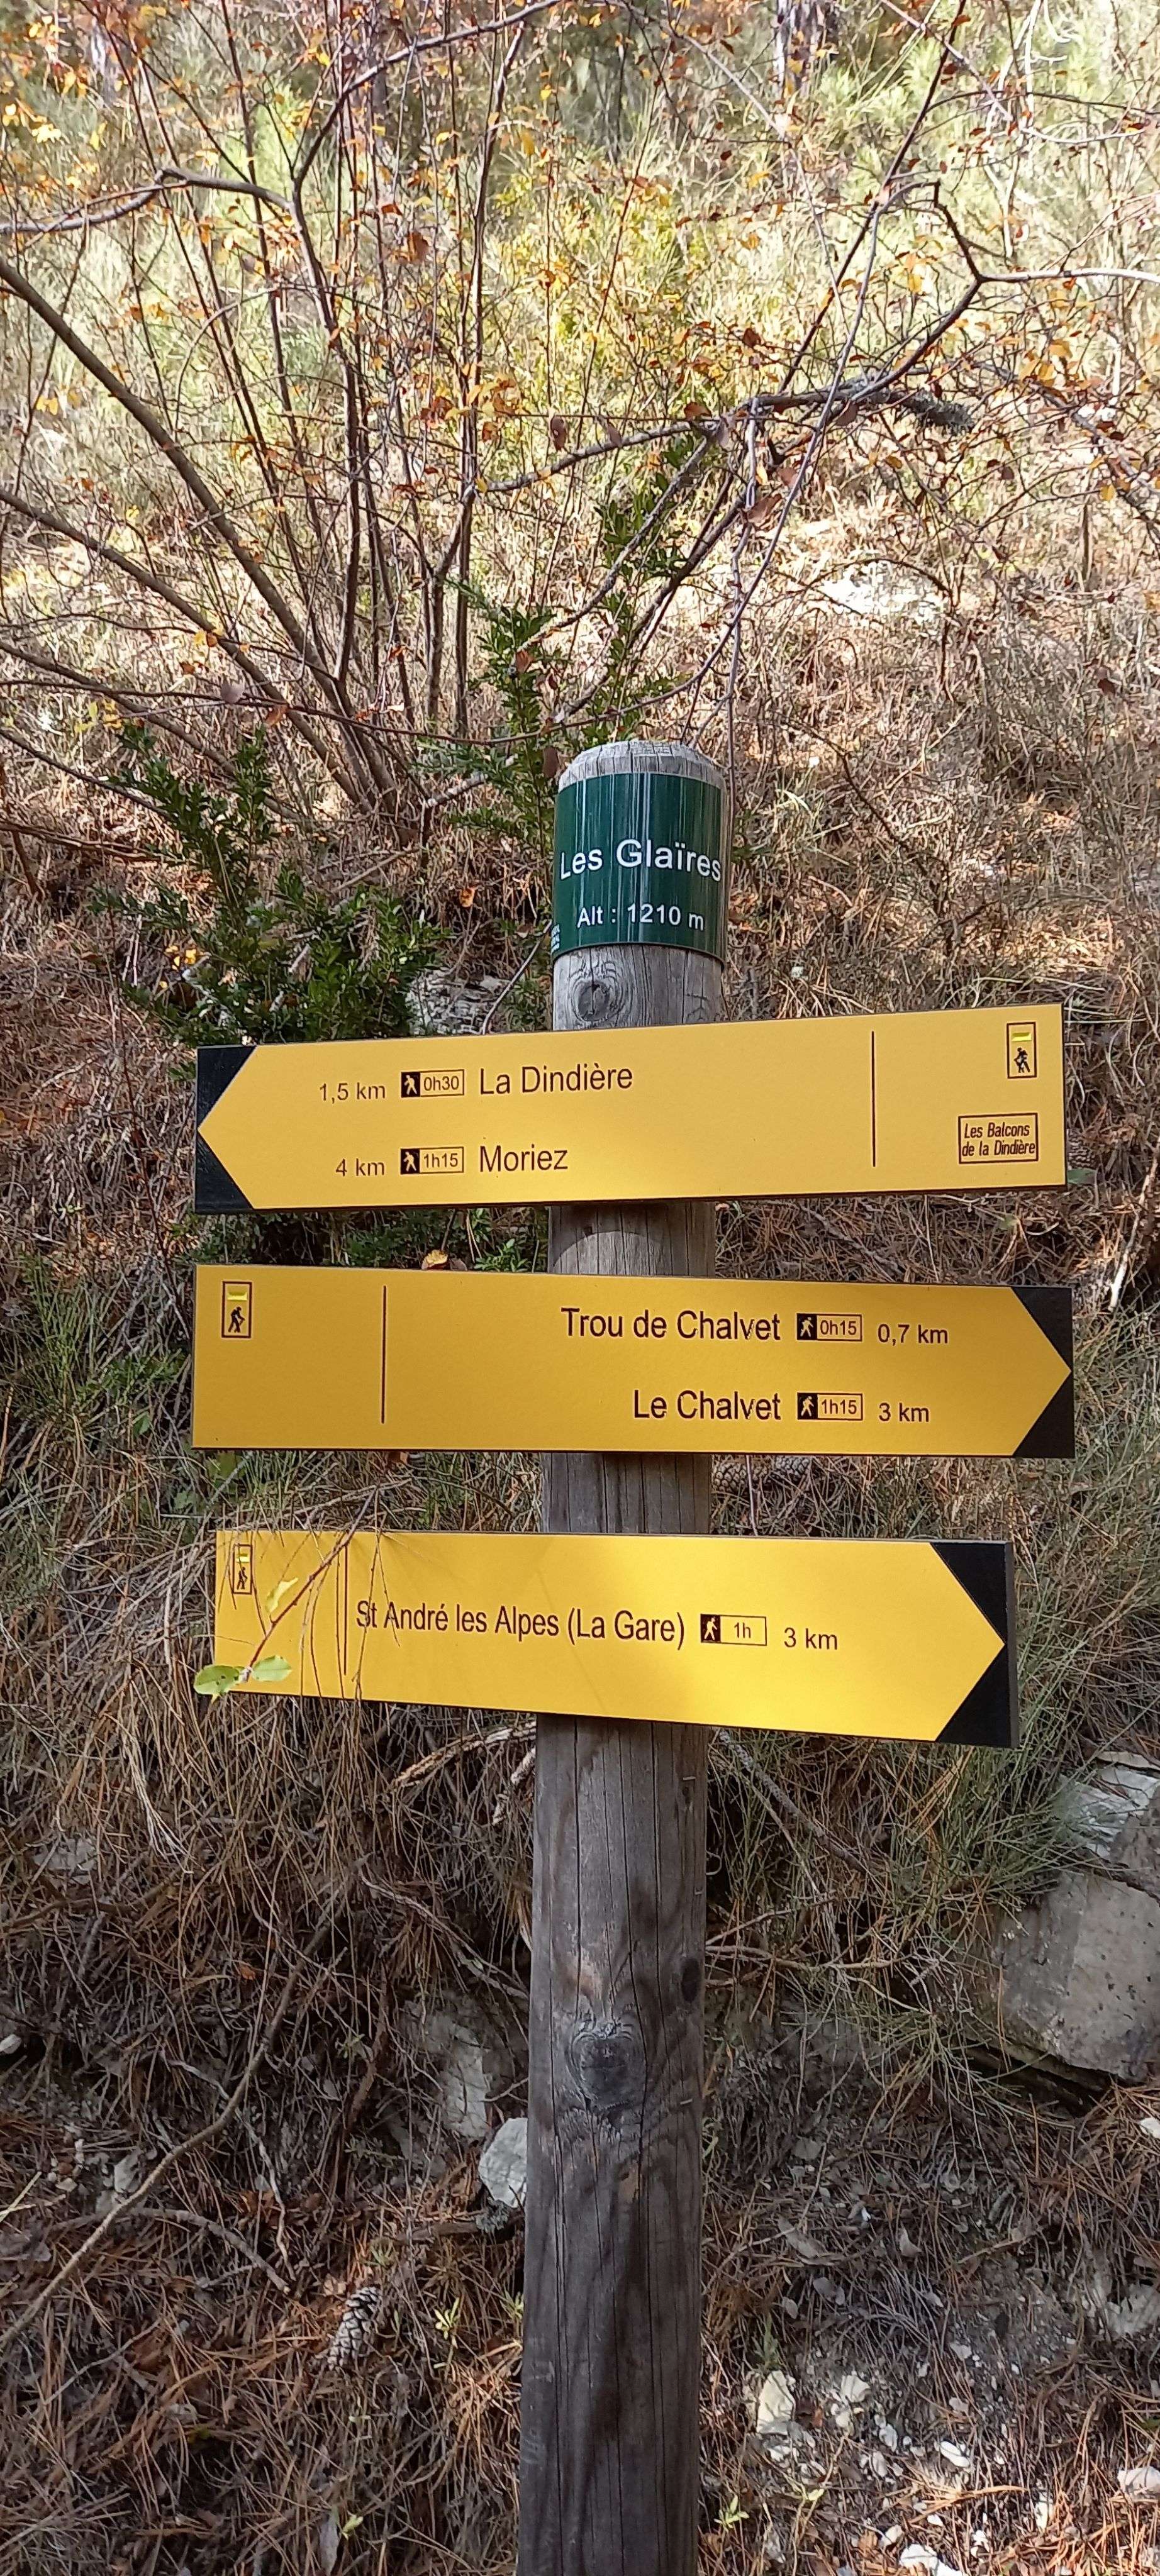 Les Glaïres
Alt : 1210 m
1,5 km 0h30 La Dindière
4 km 1h15 Moriez
Les Balcons
de la Dindière
Trou de Chalvet 0h15 0,7 km
Le Chalvet 1h15 3 km
St André les Alpes (La Gare) 1h 3 km